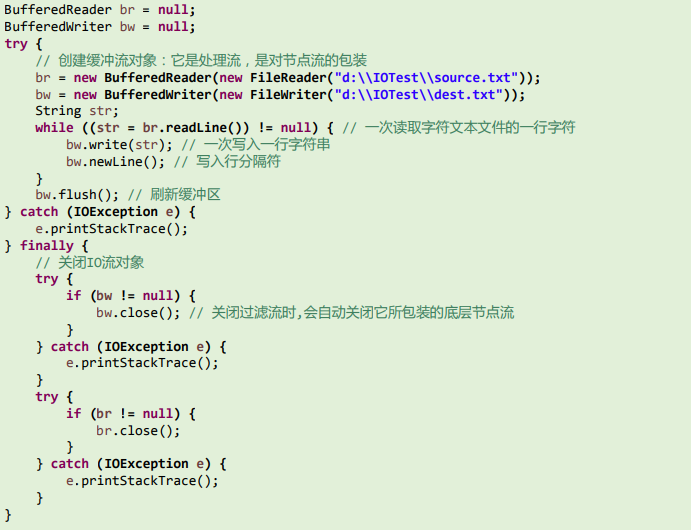 BufferedReader br = null;
BufferedWriter bw = null;
try {
    // 创建缓冲流对象：它是处理流，是对节点流的包装
    br = new BufferedReader(new FileReader("d:\\IOTest\\source.txt"));
    bw = new BufferedWriter(new FileWriter("d:\\IOTest\\dest.txt"));
    String str;
    while ((str = br.readLine()) != null) { // 一次读取字符文本文件的一行字符
        bw.write(str); // 一次写入一行字符串
        bw.newLine(); // 写入行分隔符
    }
    bw.flush(); // 刷新缓冲区
} catch (IOException e) {
    e.printStackTrace();
} finally {
    // 关闭IO流对象
    try {
        if (bw != null) {
            bw.close(); // 关闭过滤流时,会自动关闭它所包装的底层节点流
        }
    } catch (IOException e) {
        e.printStackTrace();
    }
    try {
        if (br != null) {
            br.close();
        }
    } catch (IOException e) {
        e.printStackTrace();
    }
}